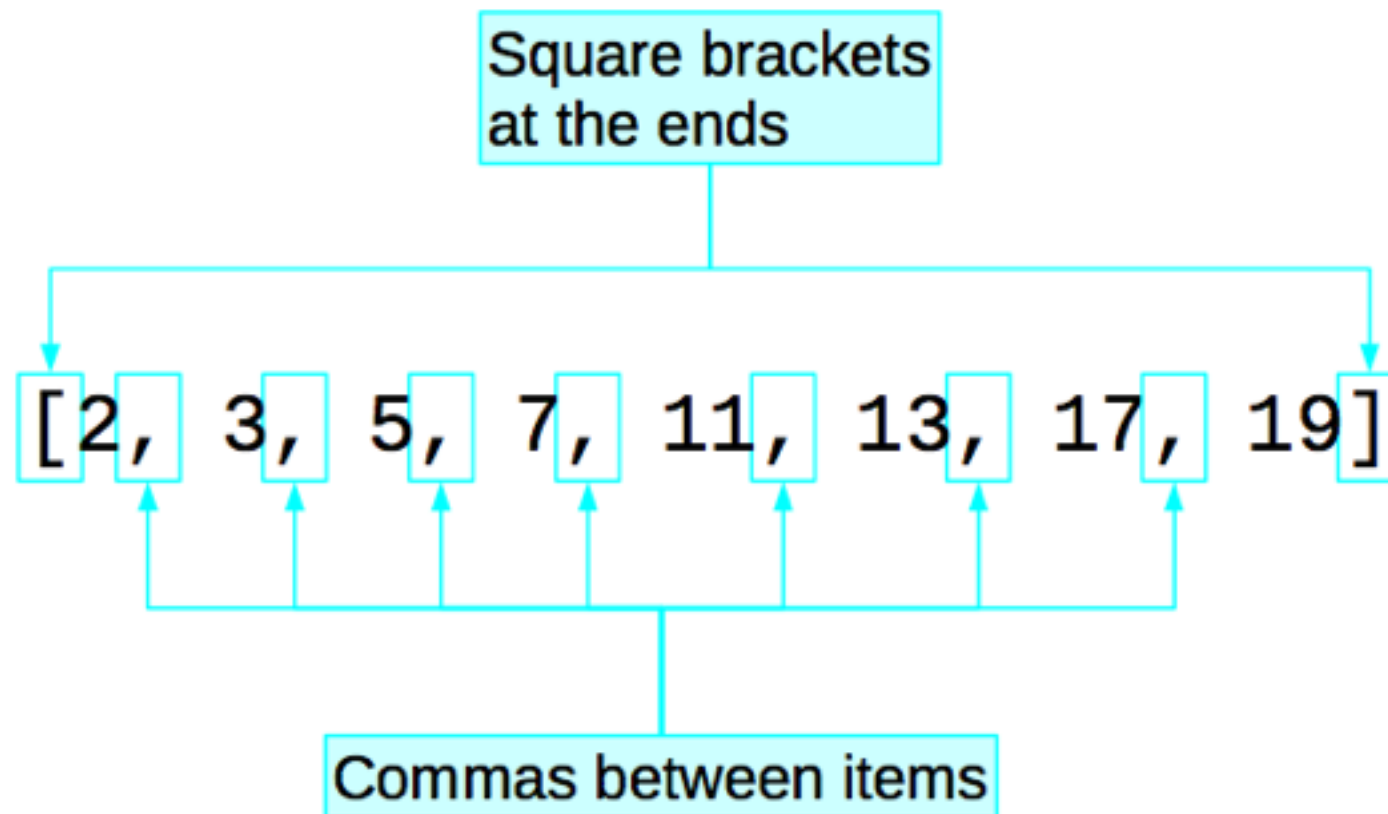 Square brackets
at the ends
[2, 3, 5, 7, 11, 13, 17, 19]
Commas between items